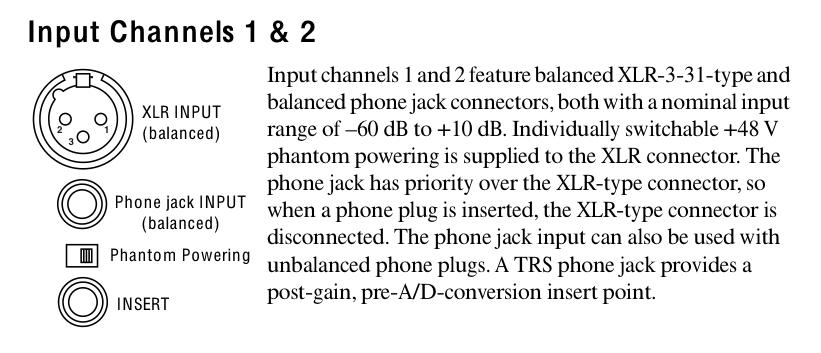 Input Channels 1 & 2
XLR INPUT
(balanced)
2
1
3
Phone jack INPUT
(balanced)
Phantom Powering
INSERT
Input channels 1 and 2 feature balanced XLR-3-31-type and
balanced phone jack connectors, both with a nominal input
range of –60 dB to +10 dB. Individually switchable +48 V
phantom powering is supplied to the XLR connector. The
phone jack has priority over the XLR-type connector, so
when a phone plug is inserted, the XLR-type connector is
disconnected. The phone jack input can also be used with
unbalanced phone plugs. A TRS phone jack provides a
post-gain, pre-A/D-conversion insert point.